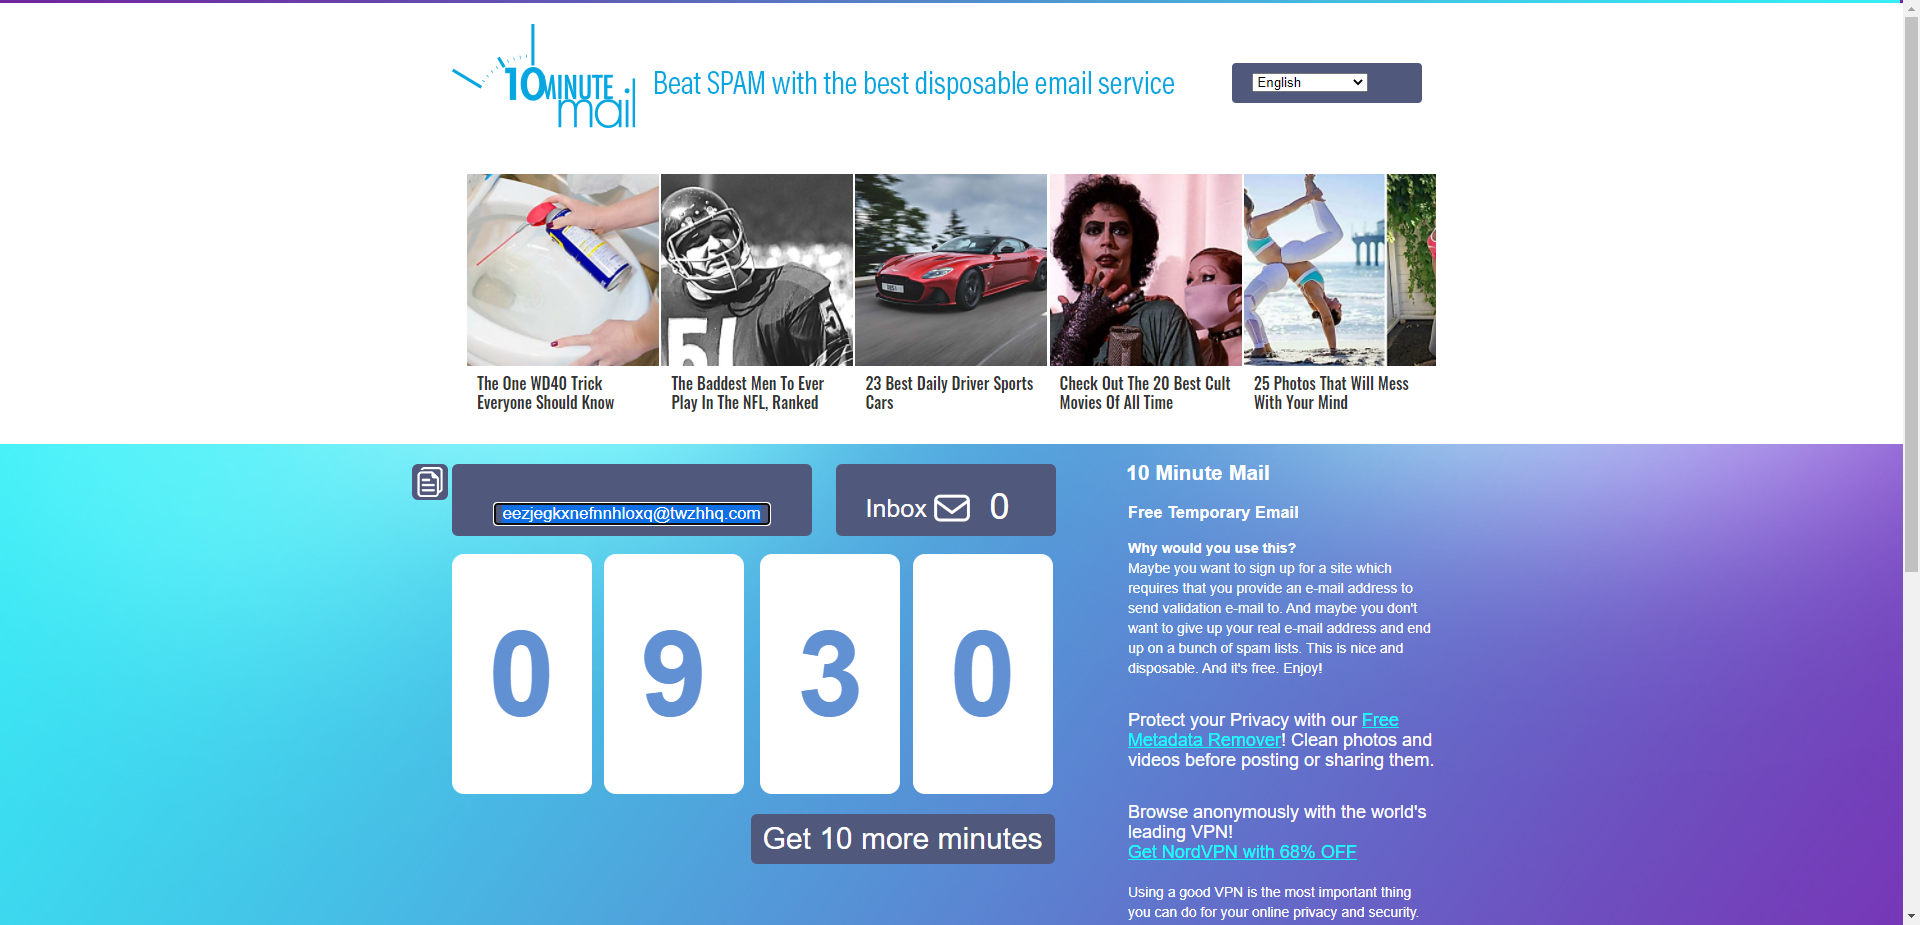 10 MINUTE
mail
Beat SPAM with the best disposable email service
English
51
5
The One WD40 Trick
Everyone Should Know
The Baddest Men To Ever
Play In The NFL, Ranked
23 Best Daily Driver Sports
Cars
Check Out The 20 Best Cult
Movies Of All Time
25 Photos That Will Mess
With Your Mind
eezjegkxnefnnhloxq@twzhhq.com
Inbox 0
0 9 3 0
Get 10 more minutes
10 Minute Mail
Free Temporary Email
Why would you use this?
Maybe you want to sign up for a site which
requires that you provide an e-mail address to
send validation e-mail to. And maybe you don't
want to give up your real e-mail address and end
up on a bunch of spam lists. This is nice and
disposable. And it's free. Enjoy!
Protect your Privacy with our Free
Metadata Remover! Clean photos and
videos before posting or sharing them.
Browse anonymously with the world's
leading VPN!
Get NordVPN with 68% OFF
Using a good VPN is the most important thing
you can do for your online privacy and security.